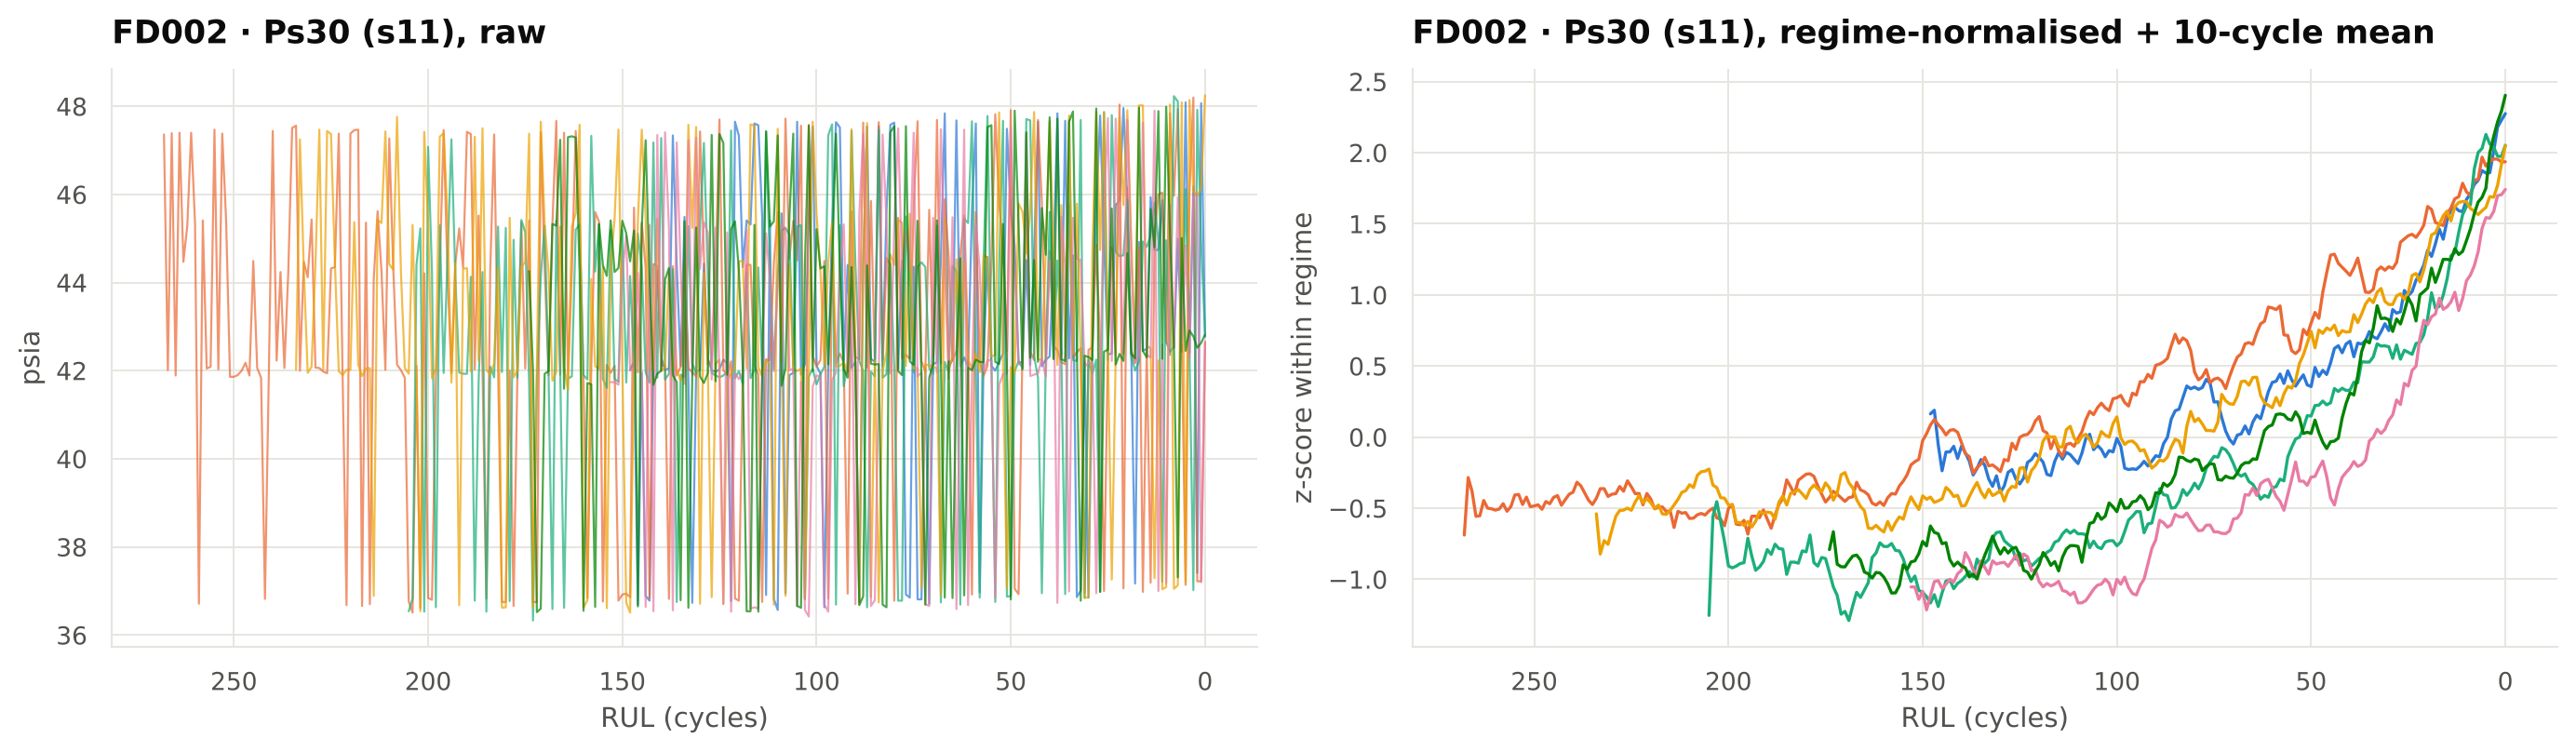 FD002 · Ps30 (s11), raw
psia
48
46
44
42
40
38
36
250 200 150 100 50 0
RUL (cycles)
FD002 · Ps30 (s11), regime-normalised + 10-cycle mean
z-score within regime
2.5
2.0
1.5
1.0
0.5
0.0
−0.5
−1.0
250 200 150 100 50 0
RUL (cycles)